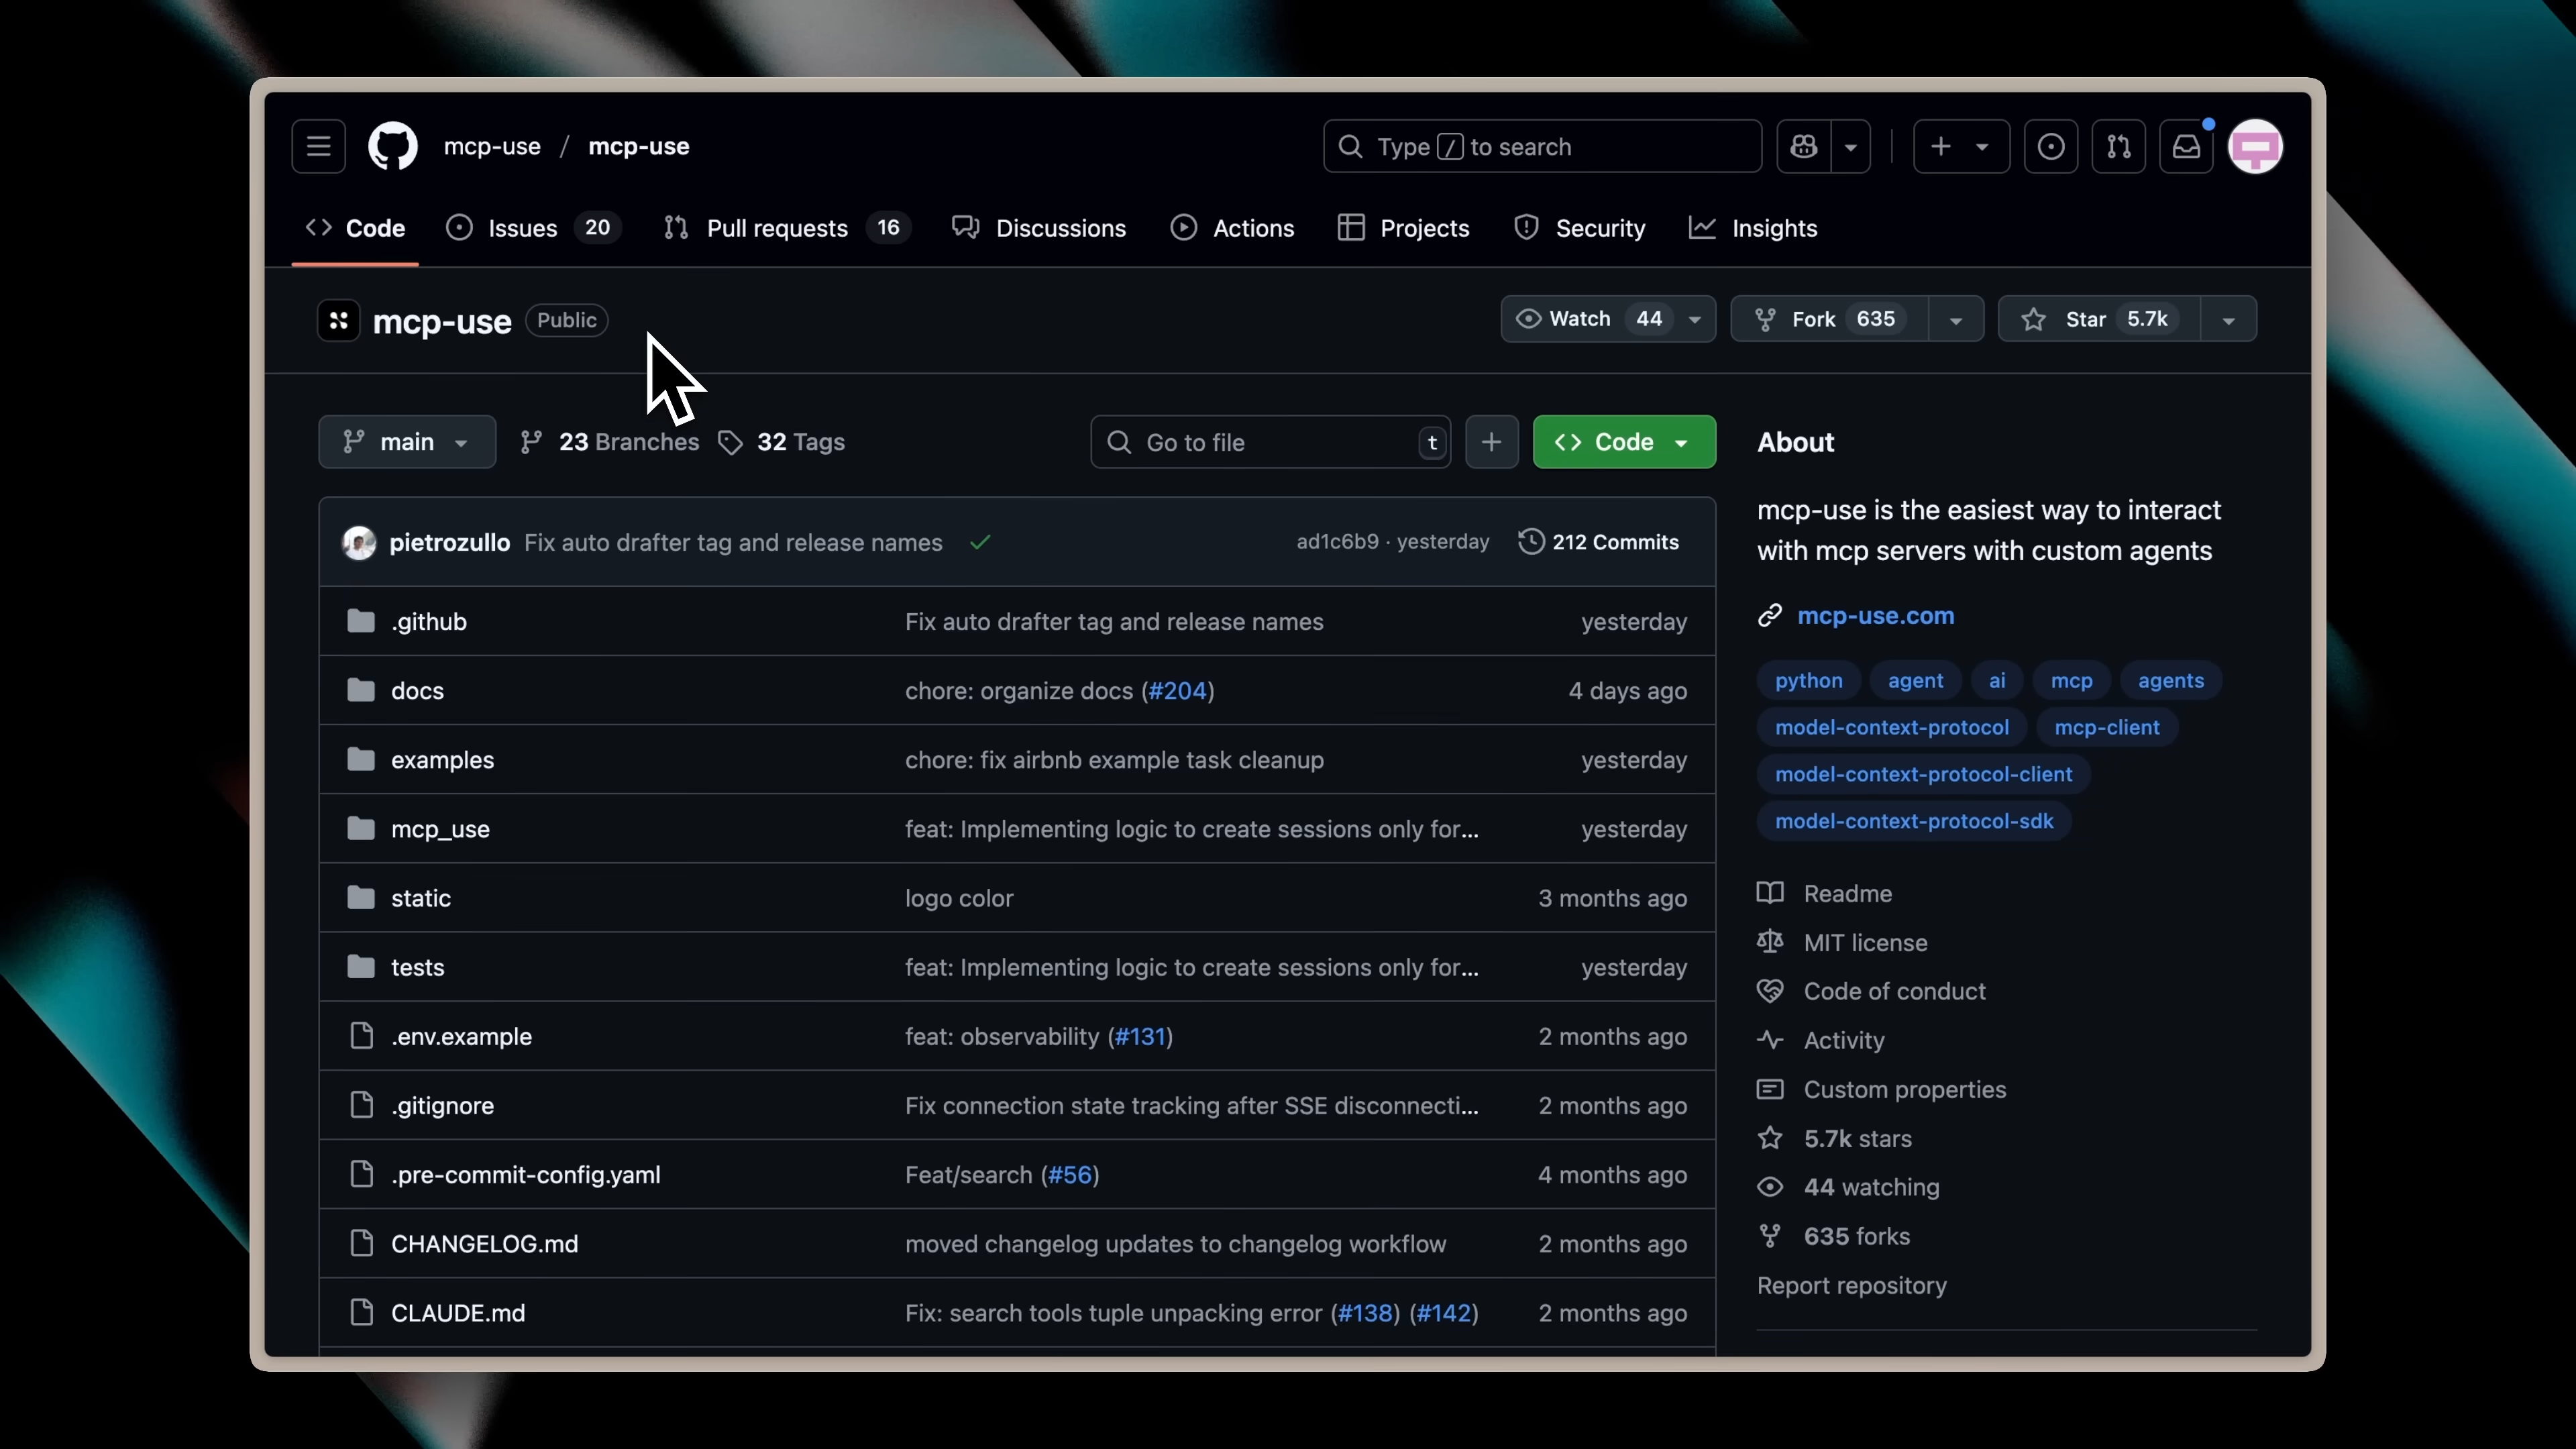 mcp-use / mcp-use
Type / to search
Code
Issues 20
Pull requests 16
Discussions
Actions
Projects
Security
Insights
mcp-use Public
Watch 44
Fork 635
Star 5.7k
main
23 Branches
32 Tags
Go to file t
Code
pietrozullo Fix auto drafter tag and release names ad1c6b9 · yesterday 212 Commits
.github Fix auto drafter tag and release names yesterday
docs chore: organize docs (#204) 4 days ago
examples chore: fix airbnb example task cleanup yesterday
mcp_use feat: Implementing logic to create sessions only for... yesterday
static logo color 3 months ago
tests feat: Implementing logic to create sessions only for... yesterday
.env.example feat: observability (#131) 2 months ago
.gitignore Fix connection state tracking after SSE disconnecti... 2 months ago
.pre-commit-config.yaml Feat/search (#56) 4 months ago
CHANGELOG.md moved changelog updates to changelog workflow 2 months ago
CLAUDE.md Fix: search tools tuple unpacking error (#138) (#142) 2 months ago
About
mcp-use is the easiest way to interact
with mcp servers with custom agents
mcp-use.com
python agent ai mcp agents
model-context-protocol mcp-client
model-context-protocol-client
model-context-protocol-sdk
Readme
MIT license
Code of conduct
Activity
Custom properties
5.7k stars
44 watching
635 forks
Report repository